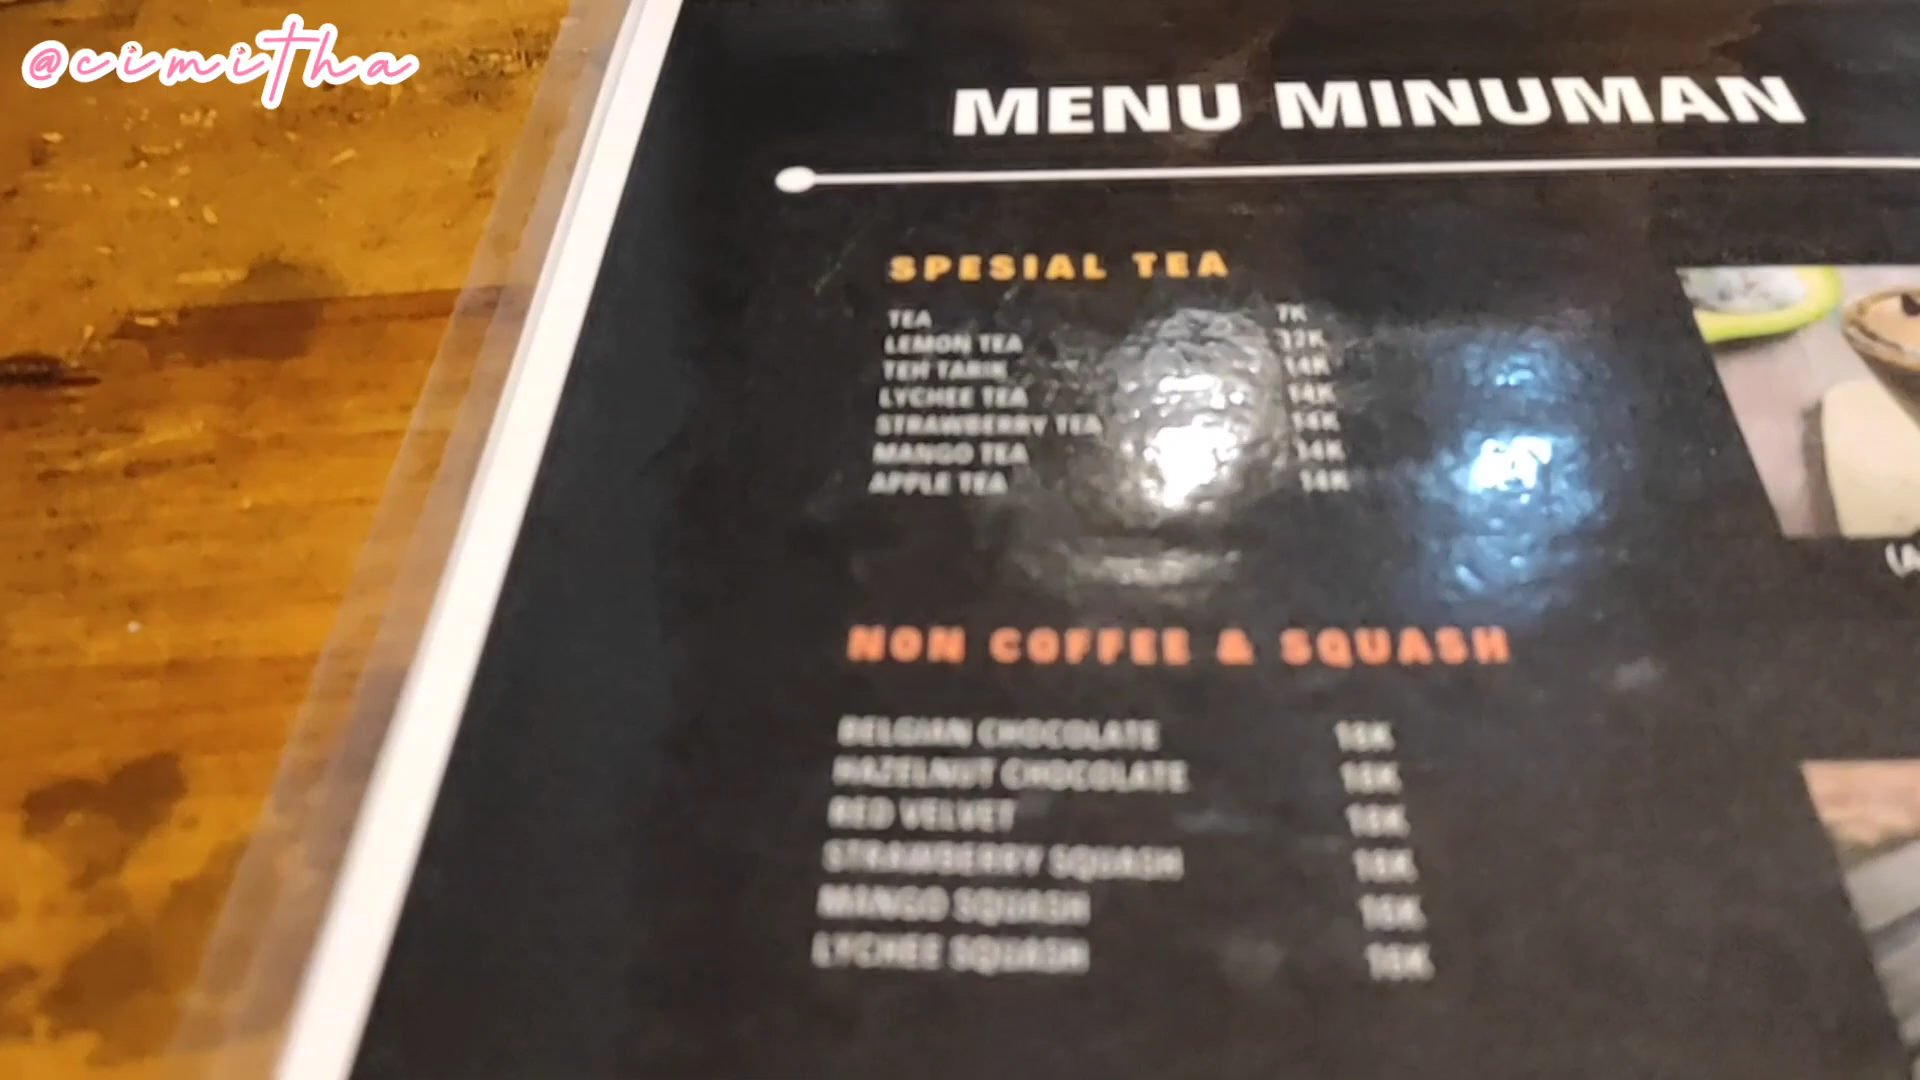 @cimitha
MENU MINUMAN
SPESIAL TEA
TEA 7K
LEMON TEA 12K
TEH TARIK 14K
LYCHEE TEA 14K
STRAWBERRY TEA 14K
MANGO TEA 14K
APPLE TEA 14K
NON COFFEE & SQUASH
BELGIAN CHOCOLATE
HAZELNUT CHOCOLATE
RED VELVET
STRAWBERRY SQUASH
MANGO SQUASH
LYCHEE SQUASH